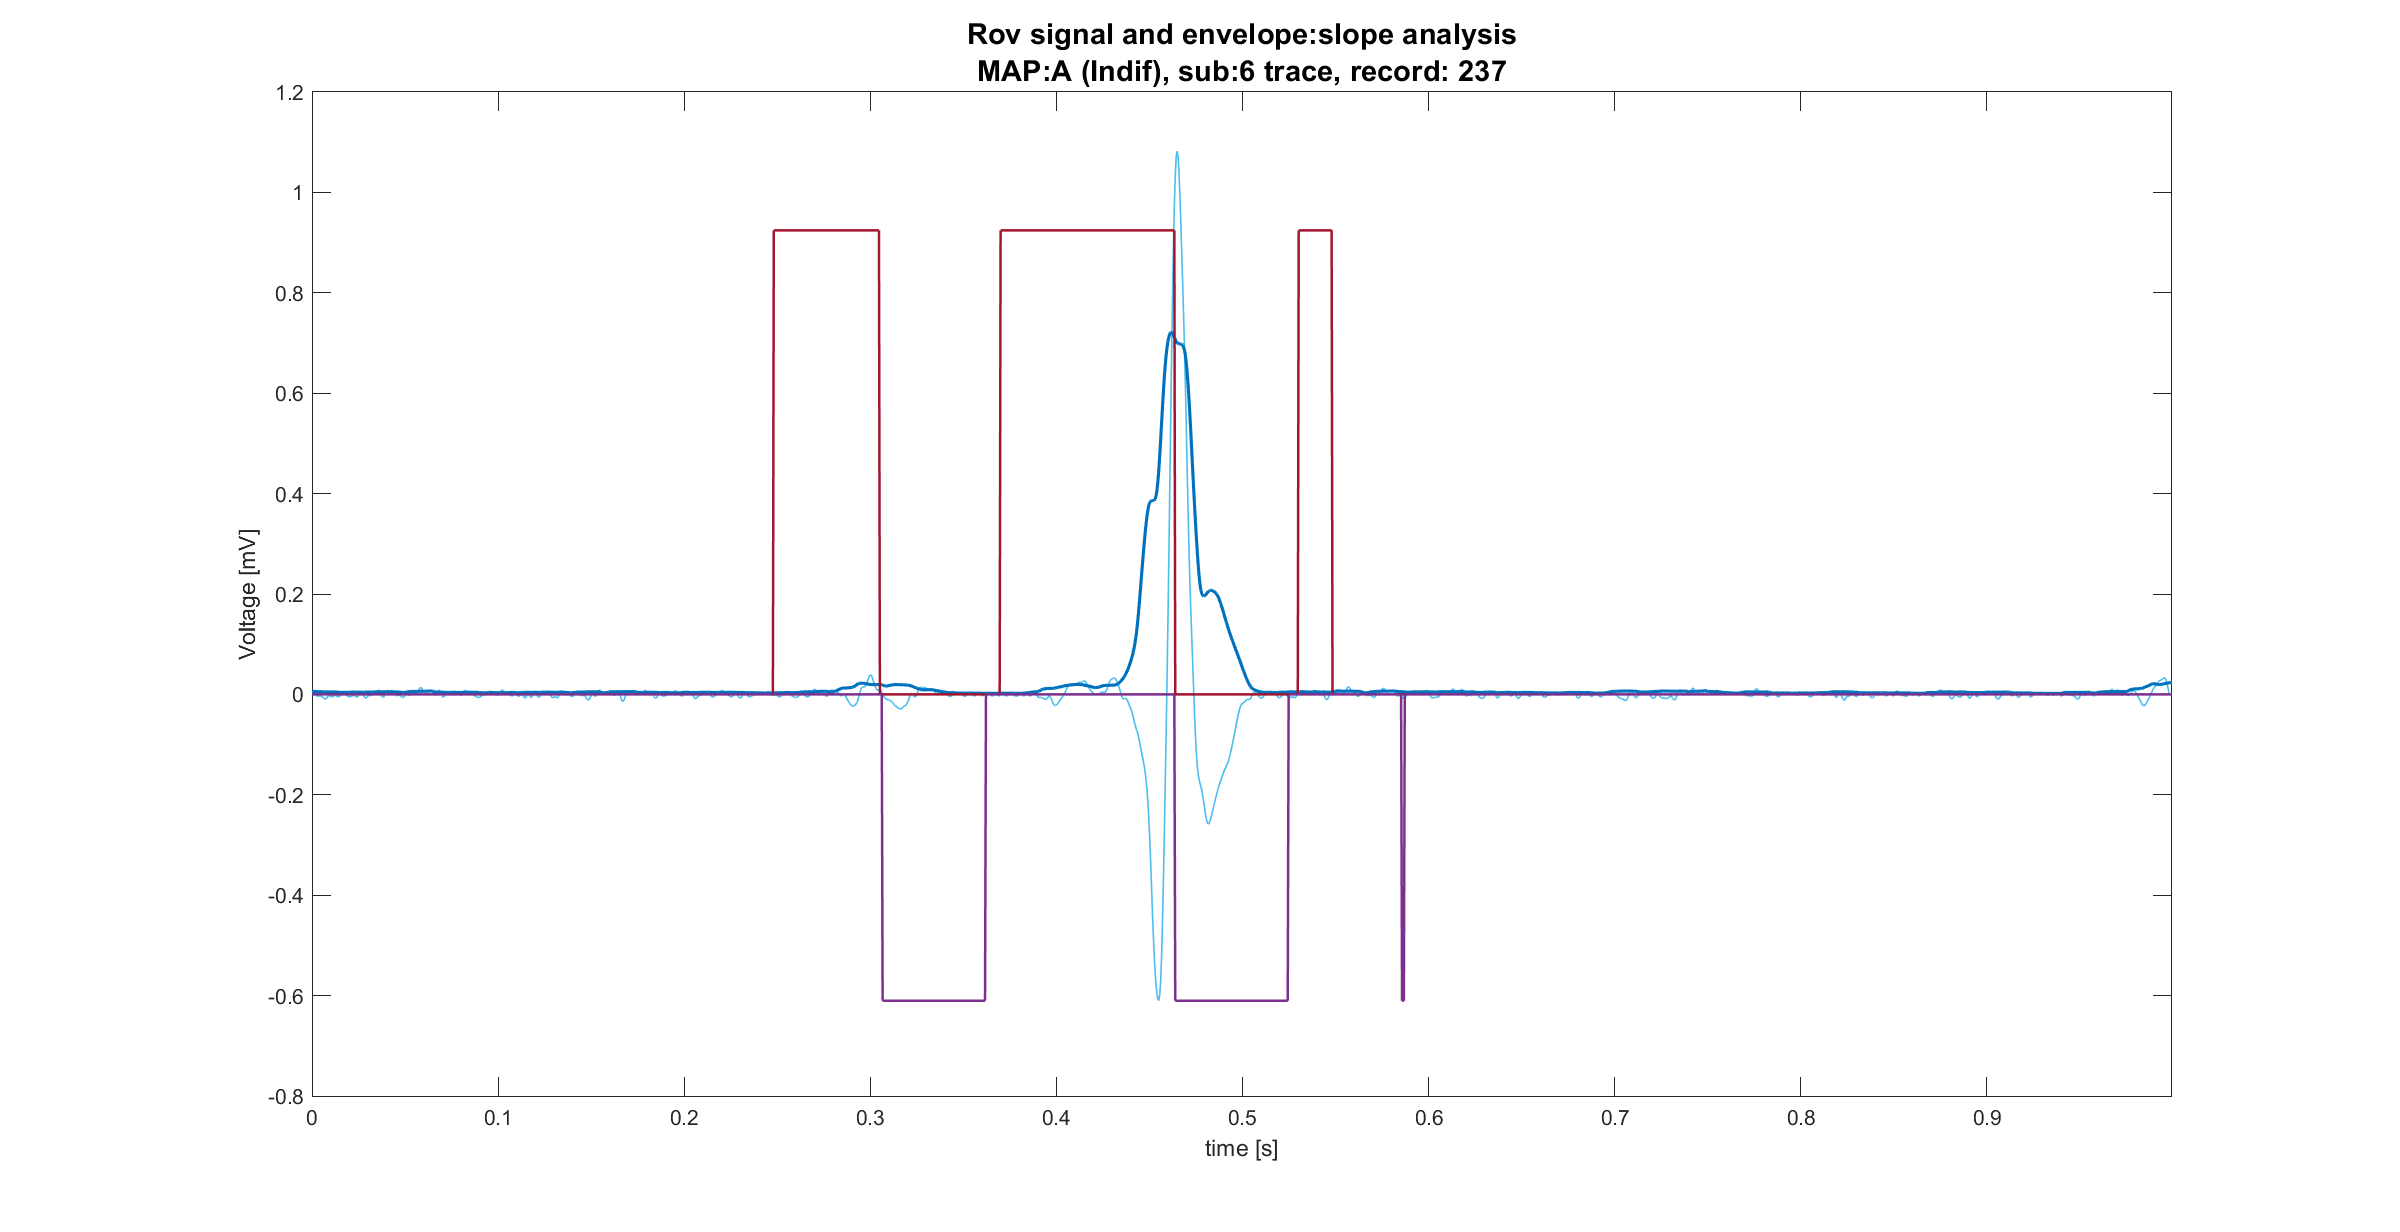 Rov signal and envelope:slope analysis
MAP:A (Indif), sub:6 trace, record: 237
1.2
1
0.8
0.6
0.4
0.2
0
-0.2
-0.4
-0.6
-0.8
Voltage [mV]
0 0.1 0.2 0.3 0.4 0.5 0.6 0.7 0.8 0.9
time [s]